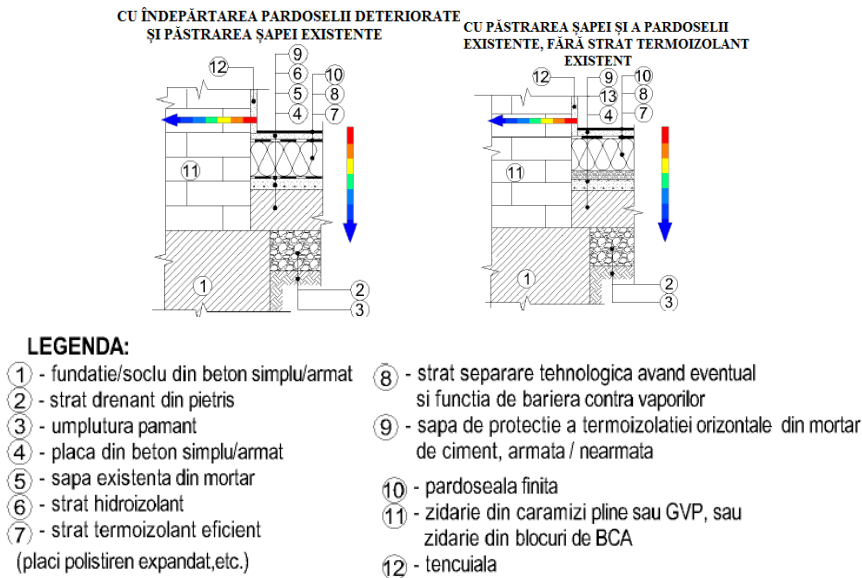 CU ÎNDEPĂRTAREA PARDOSELII DETERIORATE
ȘI PĂSTRAREA ȘAPEI EXISTENTE
12
9
6
5
4
10
8
7
11
1
2
3
CU PĂSTRAREA ȘAPEI ȘI A PARDOSELII
EXISTENTE, FĂRĂ STRAT TERMOIZOLANT
EXISTENT
12
9
13
4
10
8
7
11
1
2
3
LEGENDA:
1 - fundatie/soclu din beton simplu/armat
2 - strat drenant din pietris
3 - umplutura pamant
4 - placa din beton simplu/armat
5 - sapa existenta din mortar
6 - strat hidroizolant
7 - strat termoizolant eficient
(placi polistiren expandat,etc.)
8 - strat separare tehnologica avand eventual
si functia de bariera contra vaporilor
9 - sapa de protectie a termoizolatiei orizontale din mortar
de ciment, armata / nearmata
10 - pardoseala finita
11 - zidarie din caramizi pline sau GVP, sau
zidarie din blocuri de BCA
12 - tencuiala